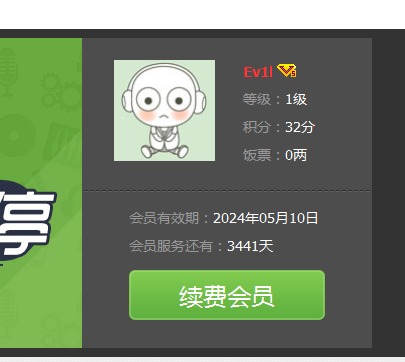 Ev1l
等级：1级
积分：32分
饭票：0两
停
会员有效期：2024年05月10日
会员服务还有：3441天
续费会员